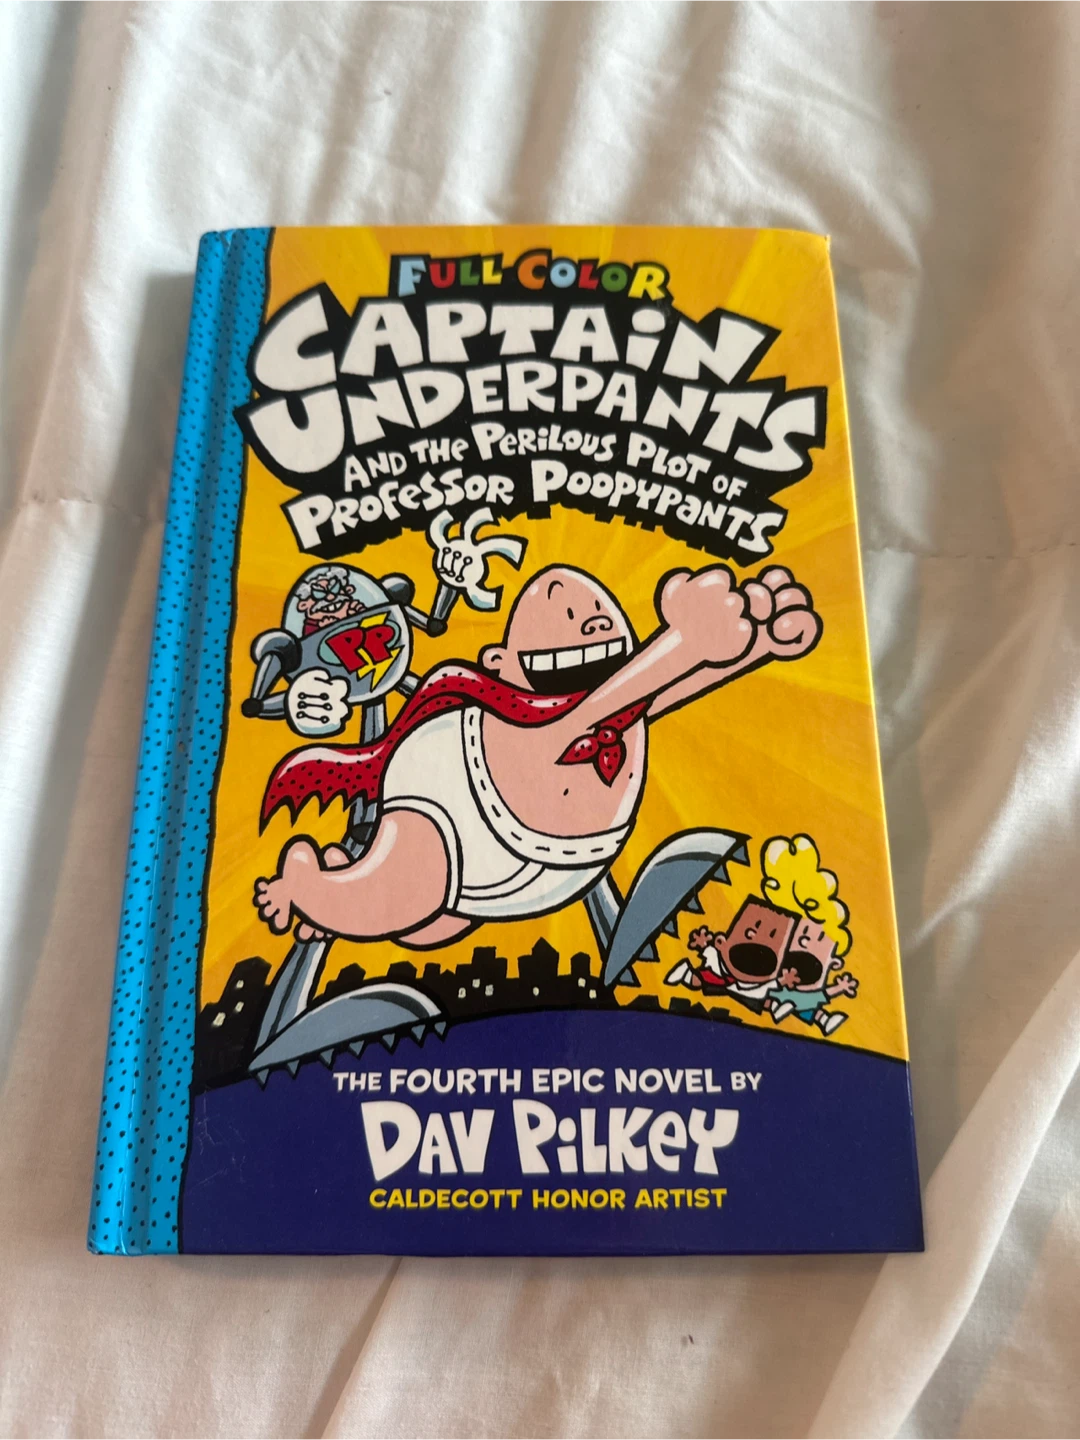 FULL COLOR
CAPTAiN
UNDERPANTS
AND THE PERiLOUS PLOT OF
PROFESSOR POOPYPANTS
PP
THE FOURTH EPIC NOVEL BY
DAV PiLKEY
CALDECOTT HONOR ARTIST